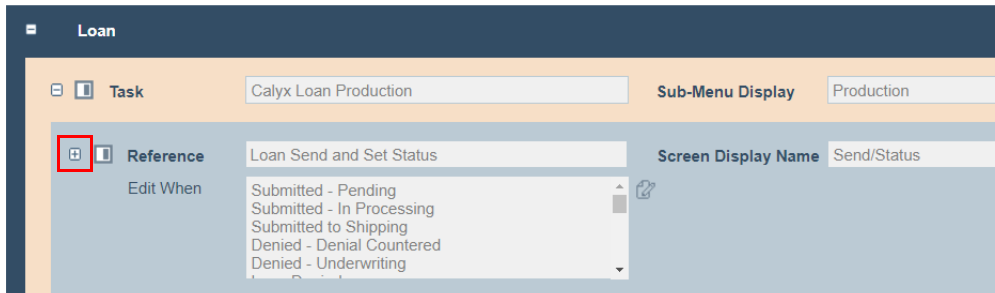 Loan
Task Calyx Loan Production Sub-Menu Display Production
Reference Loan Send and Set Status Screen Display Name Send/Status
Edit When Submitted - Pending
Submitted - In Processing
Submitted to Shipping
Denied - Denial Countered
Denied - Underwriting